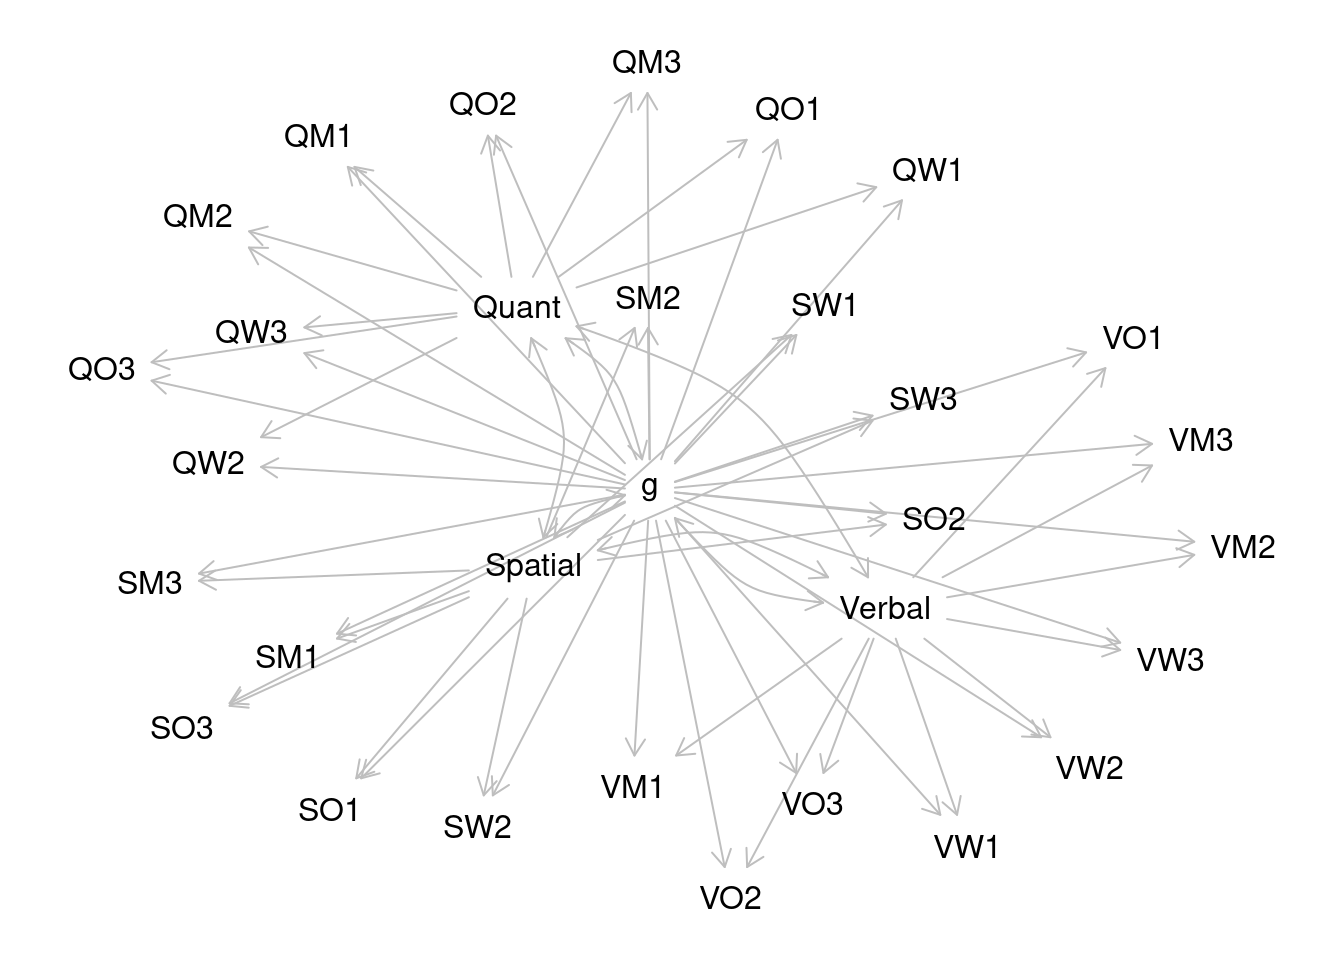 QM3
QO2
QO1
QM1
QW1
QM2
SM2
SW1
Quant
QW3
VO1
QO3
SW3
VM3
QW2
g
SO2
VM2
Spatial
SM3
Verbal
SM1
VW3
SO3
VW2
VM1
VO3
SO1
SW2
VW1
VO2